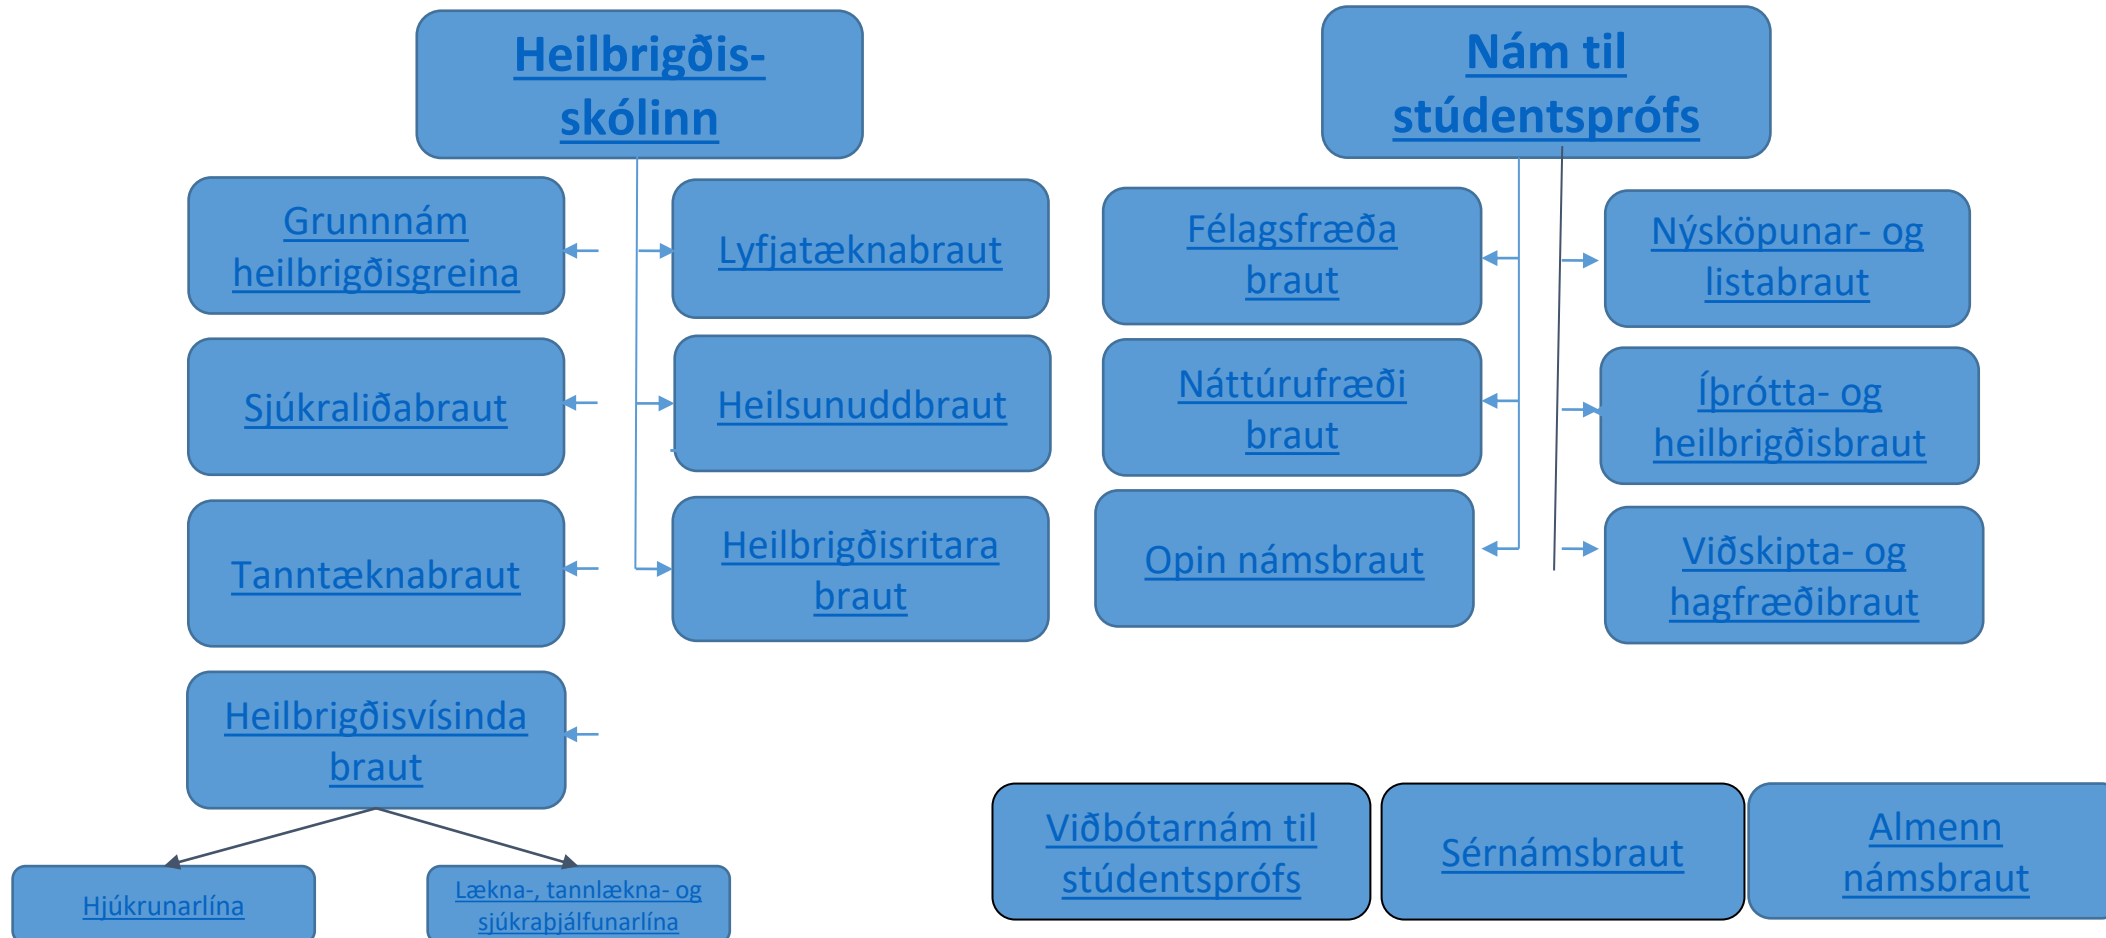 Heilbrigðis-
skólinn
Nám til
stúdentsprófs
Grunnnám
heilbrigðisgreina
Lyfjatæknabraut
Sjúkraliðabraut
Heilsunuddbraut
Tanntæknabraut
Heilbrigðisritara
braut
Heilbrigðisvísinda
braut
Hjúkrunarlína
Lækna-, tannlækna- og
sjúkraþjálfunarlína
Félagsfræða
braut
Nýsköpunar- og
listabraut
Náttúrufræði
braut
Íþrótta- og
heilbrigðisbraut
Opin námsbraut
Viðskipta- og
hagfræðibraut
Viðbótarnám til
stúdentsprófs
Sérnámsbraut
Almenn
námsbraut